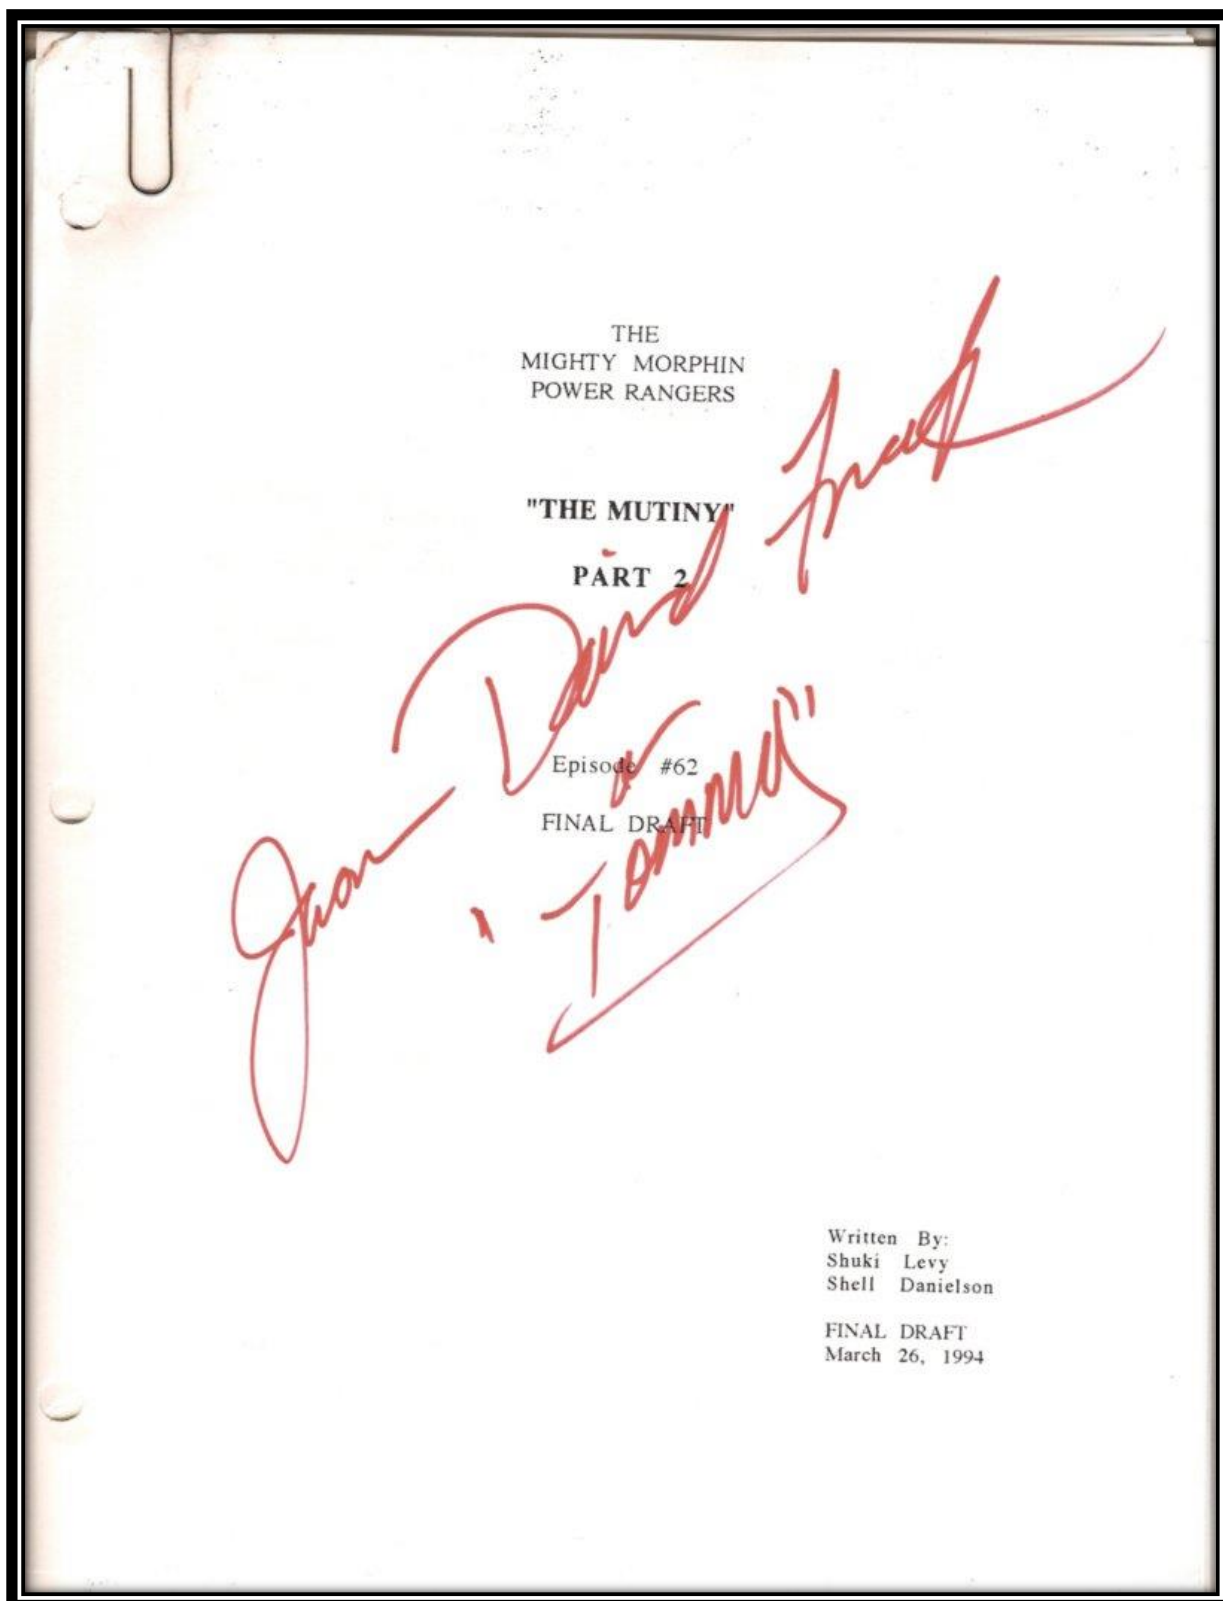 THE
MIGHTY MORPHIN
POWER RANGERS
"THE MUTINY"
PART 2
Jason David Frank
"Tommy"
Episode #62
FINAL DRAFT
Written By:
Shuki Levy
Shell Danielson
FINAL DRAFT
March 26, 1994